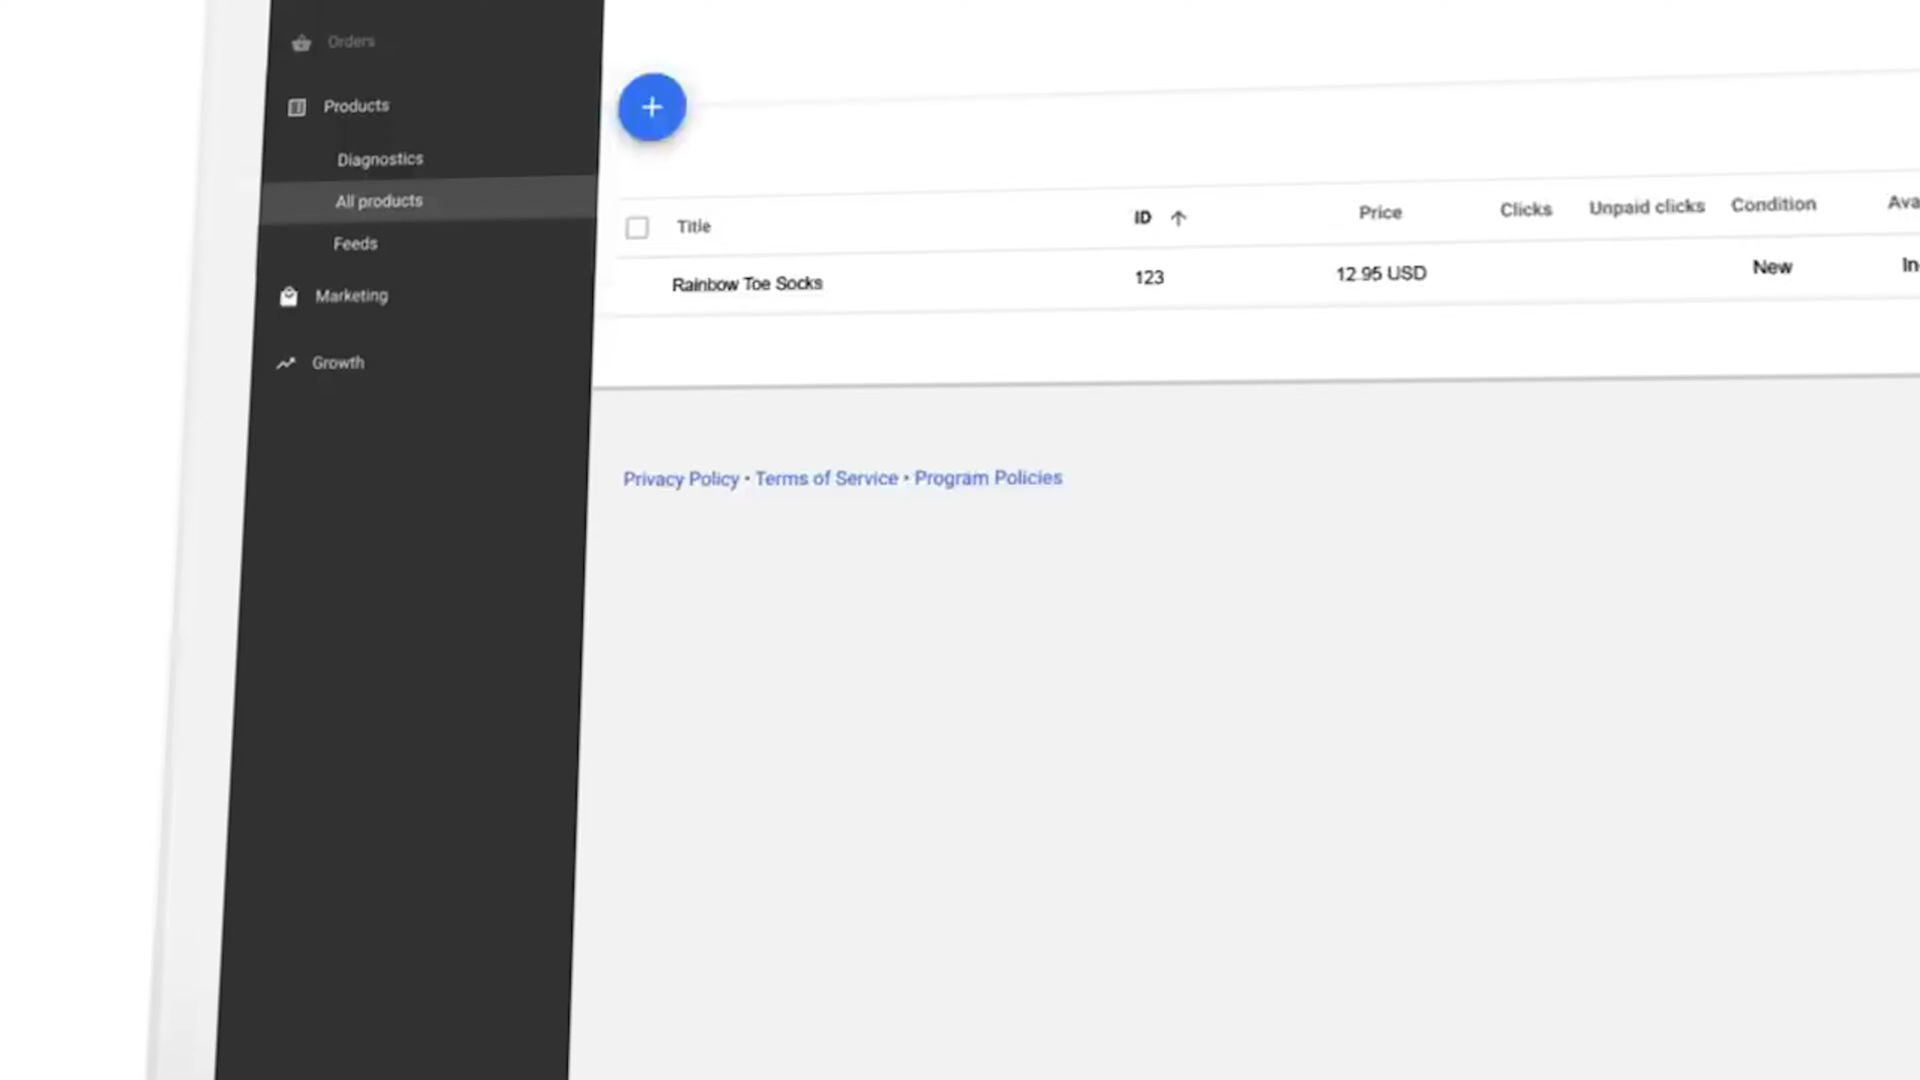 Orders
Products
Diagnostics
All products
Feeds
Marketing
Growth
Title ID Price Clicks Unpaid clicks Condition
Rainbow Toe Socks 123 12.95 USD New
Privacy Policy • Terms of Service • Program Policies